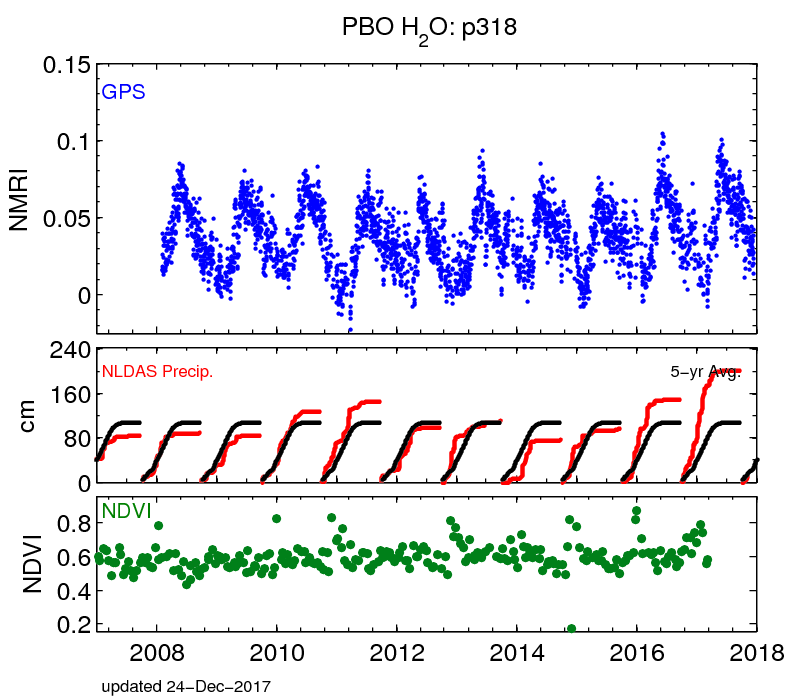 PBO H2O: p318
0.15
GPS
0.1
NMRI
0.05
0
240
NLDAS Precip.
5−yr Avg.
160
cm
80
0
NDVI
0.8
NDVI
0.6
0.4
0.2
2008 2010 2012 2014 2016 2018
updated 24−Dec−2017